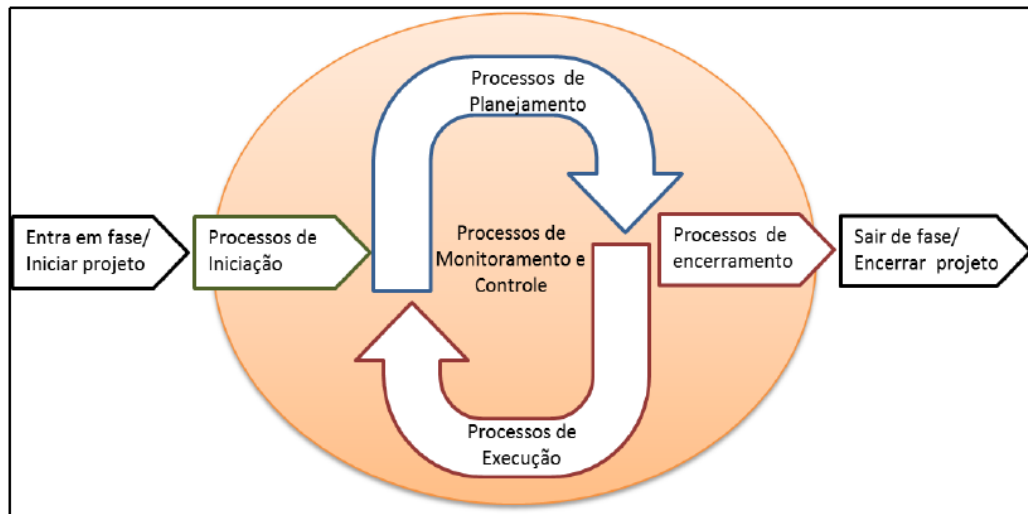 Processos de
Planejamento
Entra em fase/
Iniciar projeto
Processos de
Iniciação
Processos de
Monitoramento e
Controle
Processos de
encerramento
Sair de fase/
Encerrar projeto
Processos de
Execução